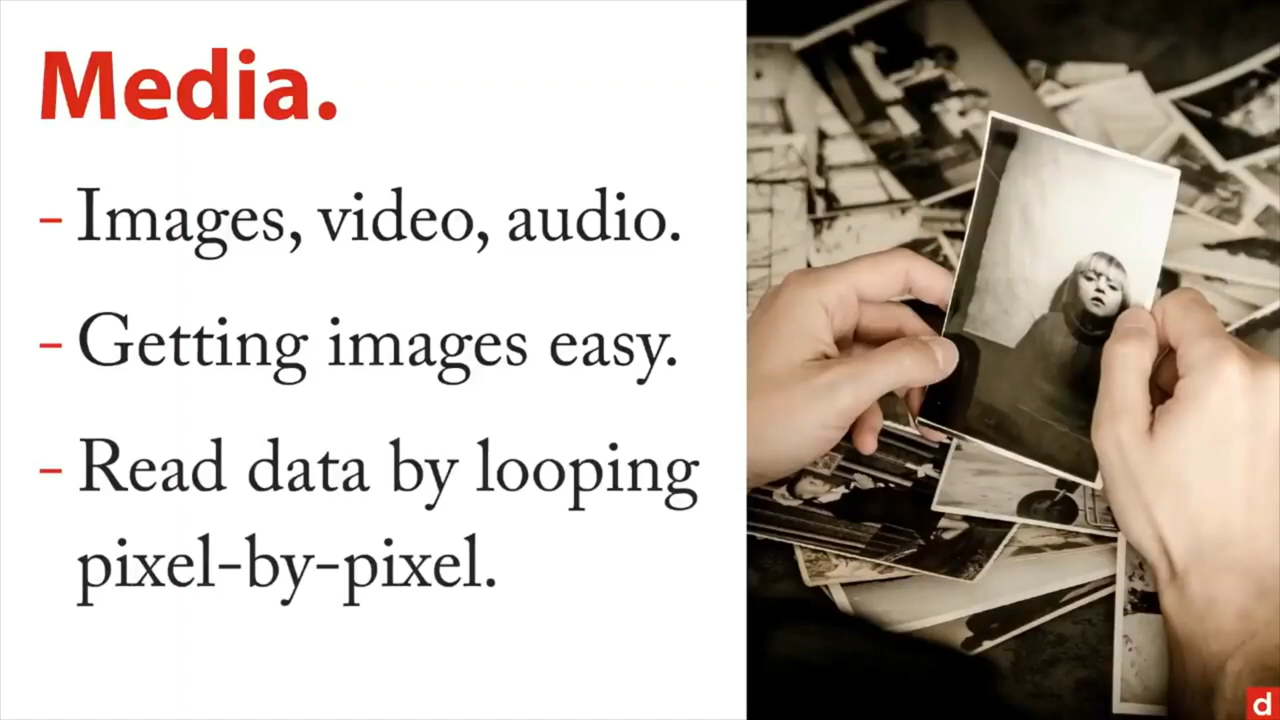 Media.
- Images, video, audio.
- Getting images easy.
- Read data by looping
pixel-by-pixel.
d